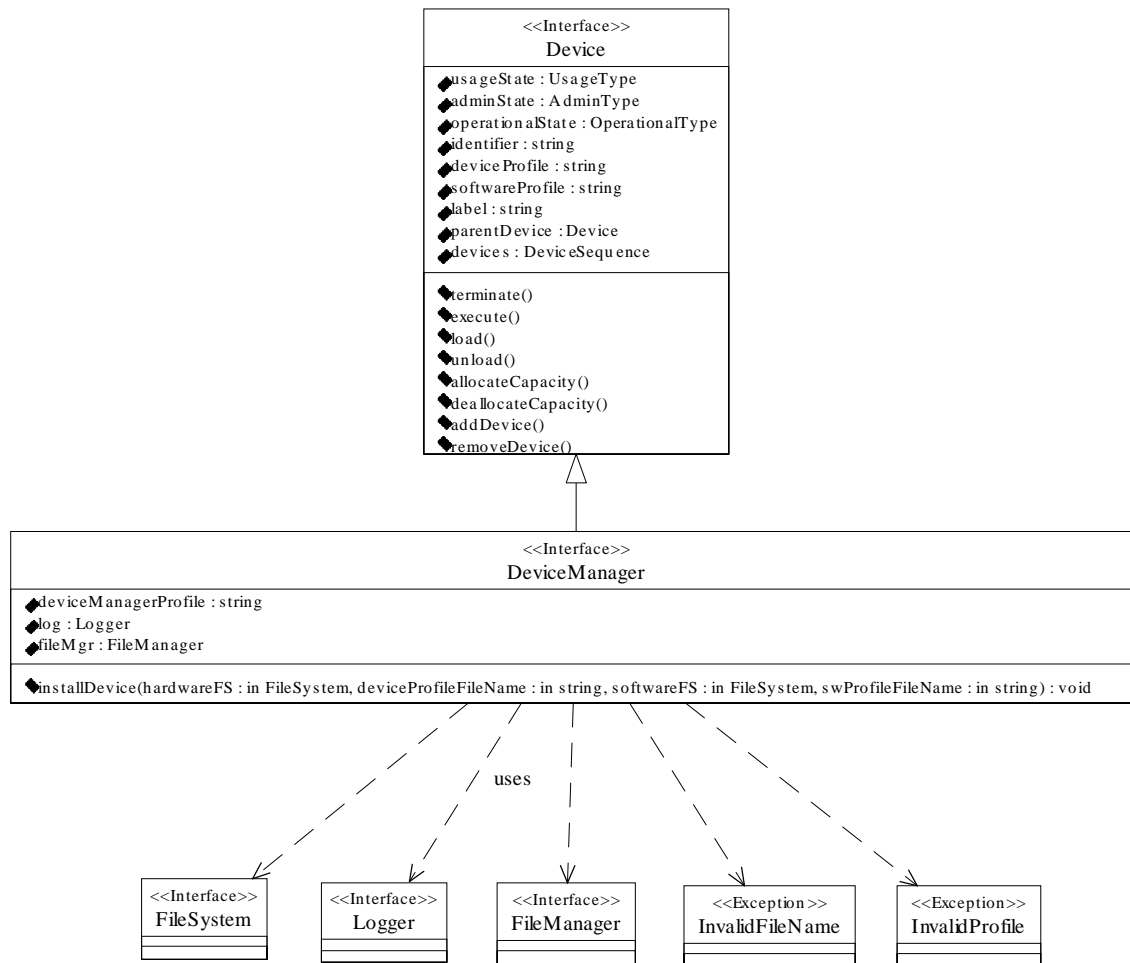 <<Interface>>
Device
usageState : UsageType
adminState : AdminType
operationalState : OperationalType
identifier : string
deviceProfile : string
softwareProfile : string
label : string
parentDevice : Device
devices : DeviceSequence
terminate()
execute()
load()
unload()
allocateCapacity()
deallocateCapacity()
addDevice()
removeDevice()
<<Interface>>
DeviceManager
deviceManagerProfile : string
log : Logger
fileMgr : FileManager
installDevice(hardwareFS : in FileSystem, deviceProfileFileName : in string, softwareFS : in FileSystem, swProfileFileName : in string) : void
uses
<<Interface>>
FileSystem
<<Interface>>
Logger
<<Interface>>
FileManager
<<Exception>>
InvalidFileName
<<Exception>>
InvalidProfile